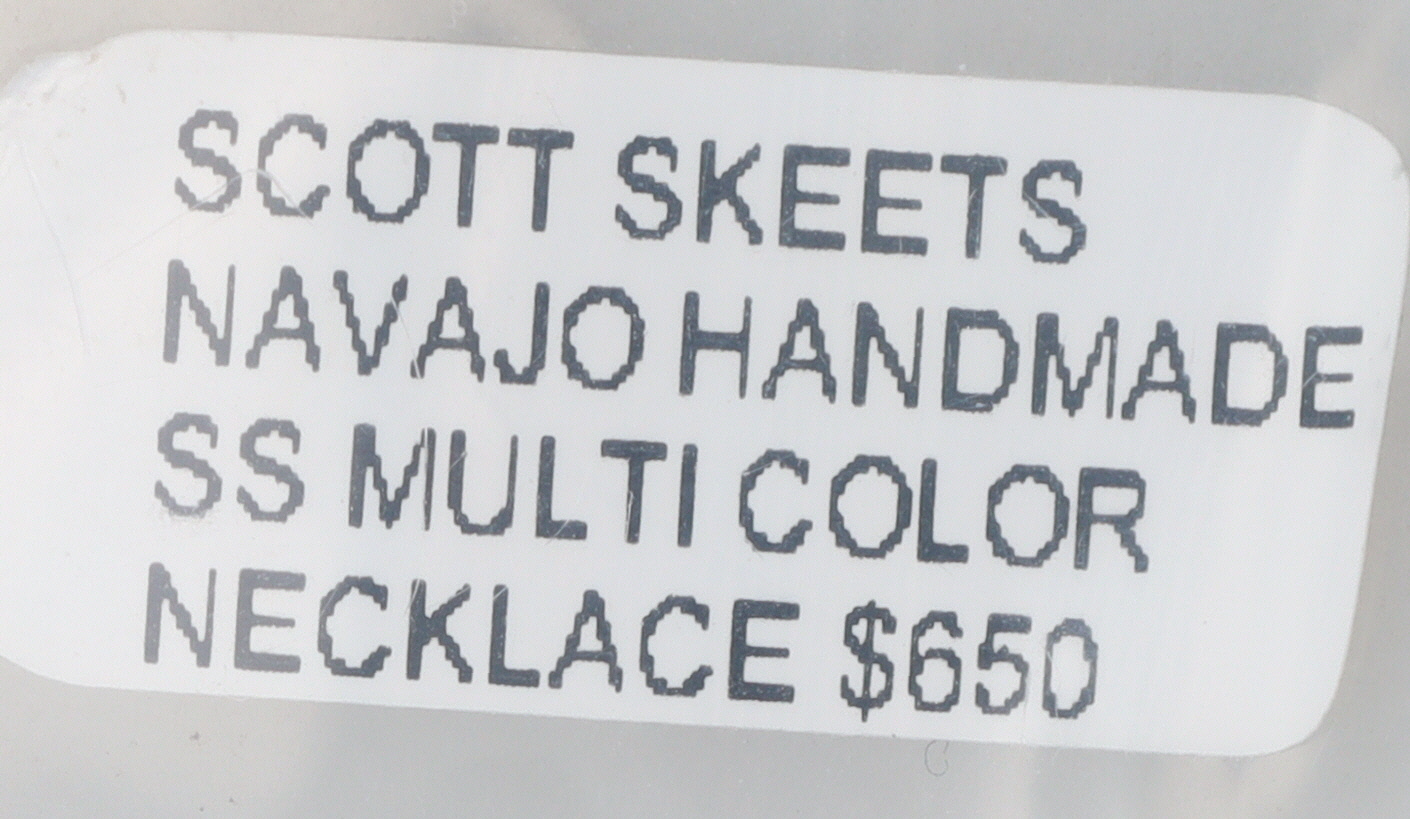 SCOTT SKEETS
NAVAJO HANDMADE
SS MULTI COLOR
NECKLACE $650